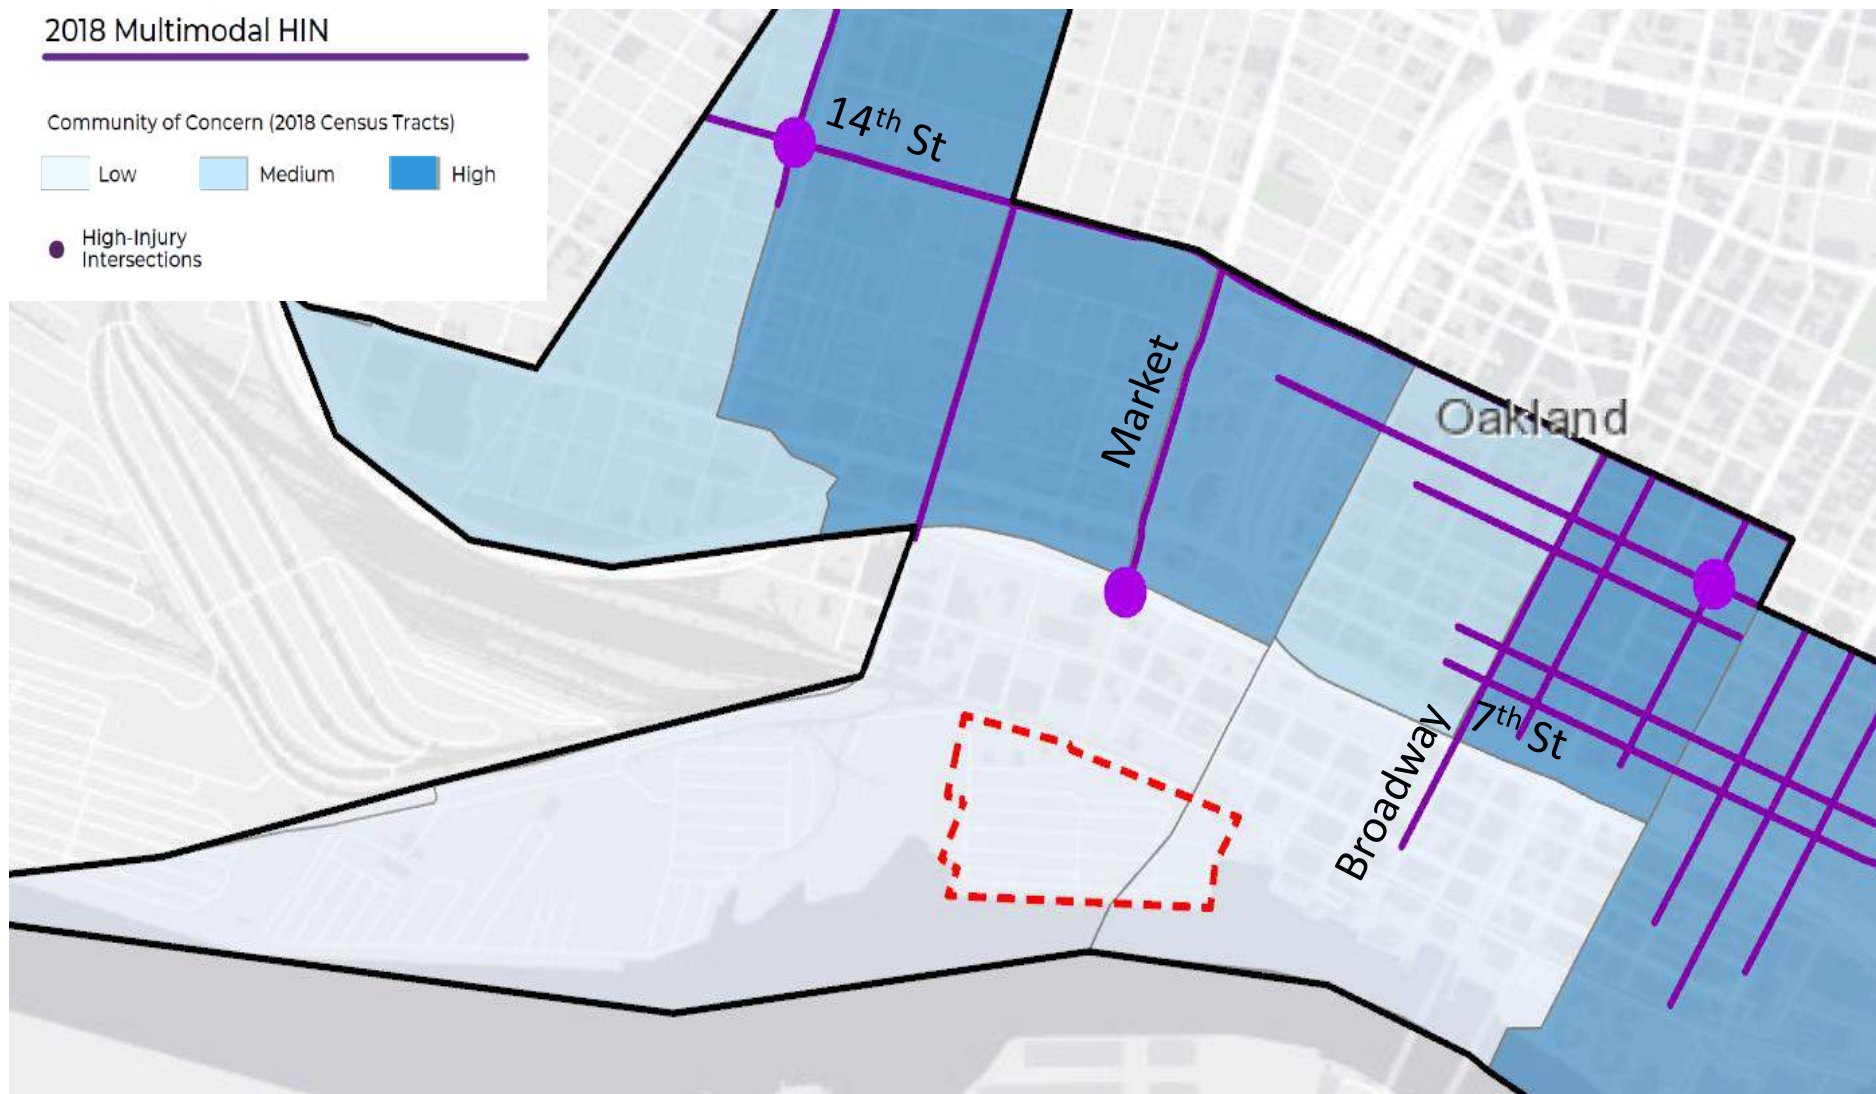 2018 Multimodal HIN
Community of Concern (2018 Census Tracts)
Low
Medium
High
High-Injury
Intersections
14th St
Market
Oakland
7th St
Broadway